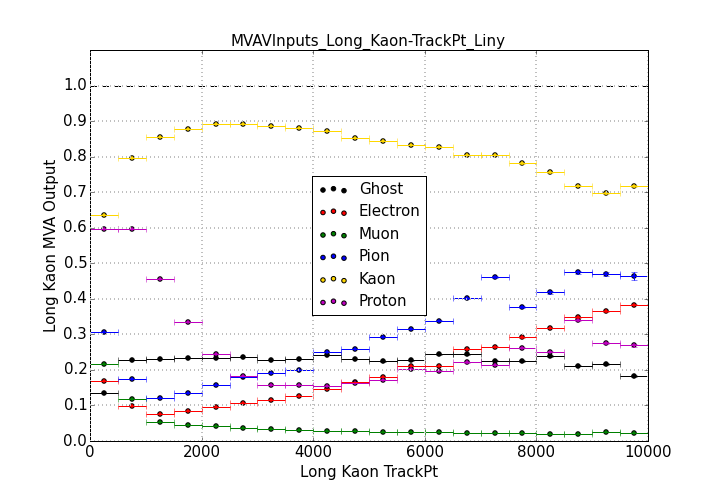 MVAVInputs_Long_Kaon-TrackPt_Liny
1.0
0.9
0.8
0.7
0.6
0.5
0.4
0.3
0.2
0.1
0.0
Long Kaon MVA Output
Ghost
Electron
Muon
Pion
Kaon
Proton
0 2000 4000 6000 8000 10000
Long Kaon TrackPt